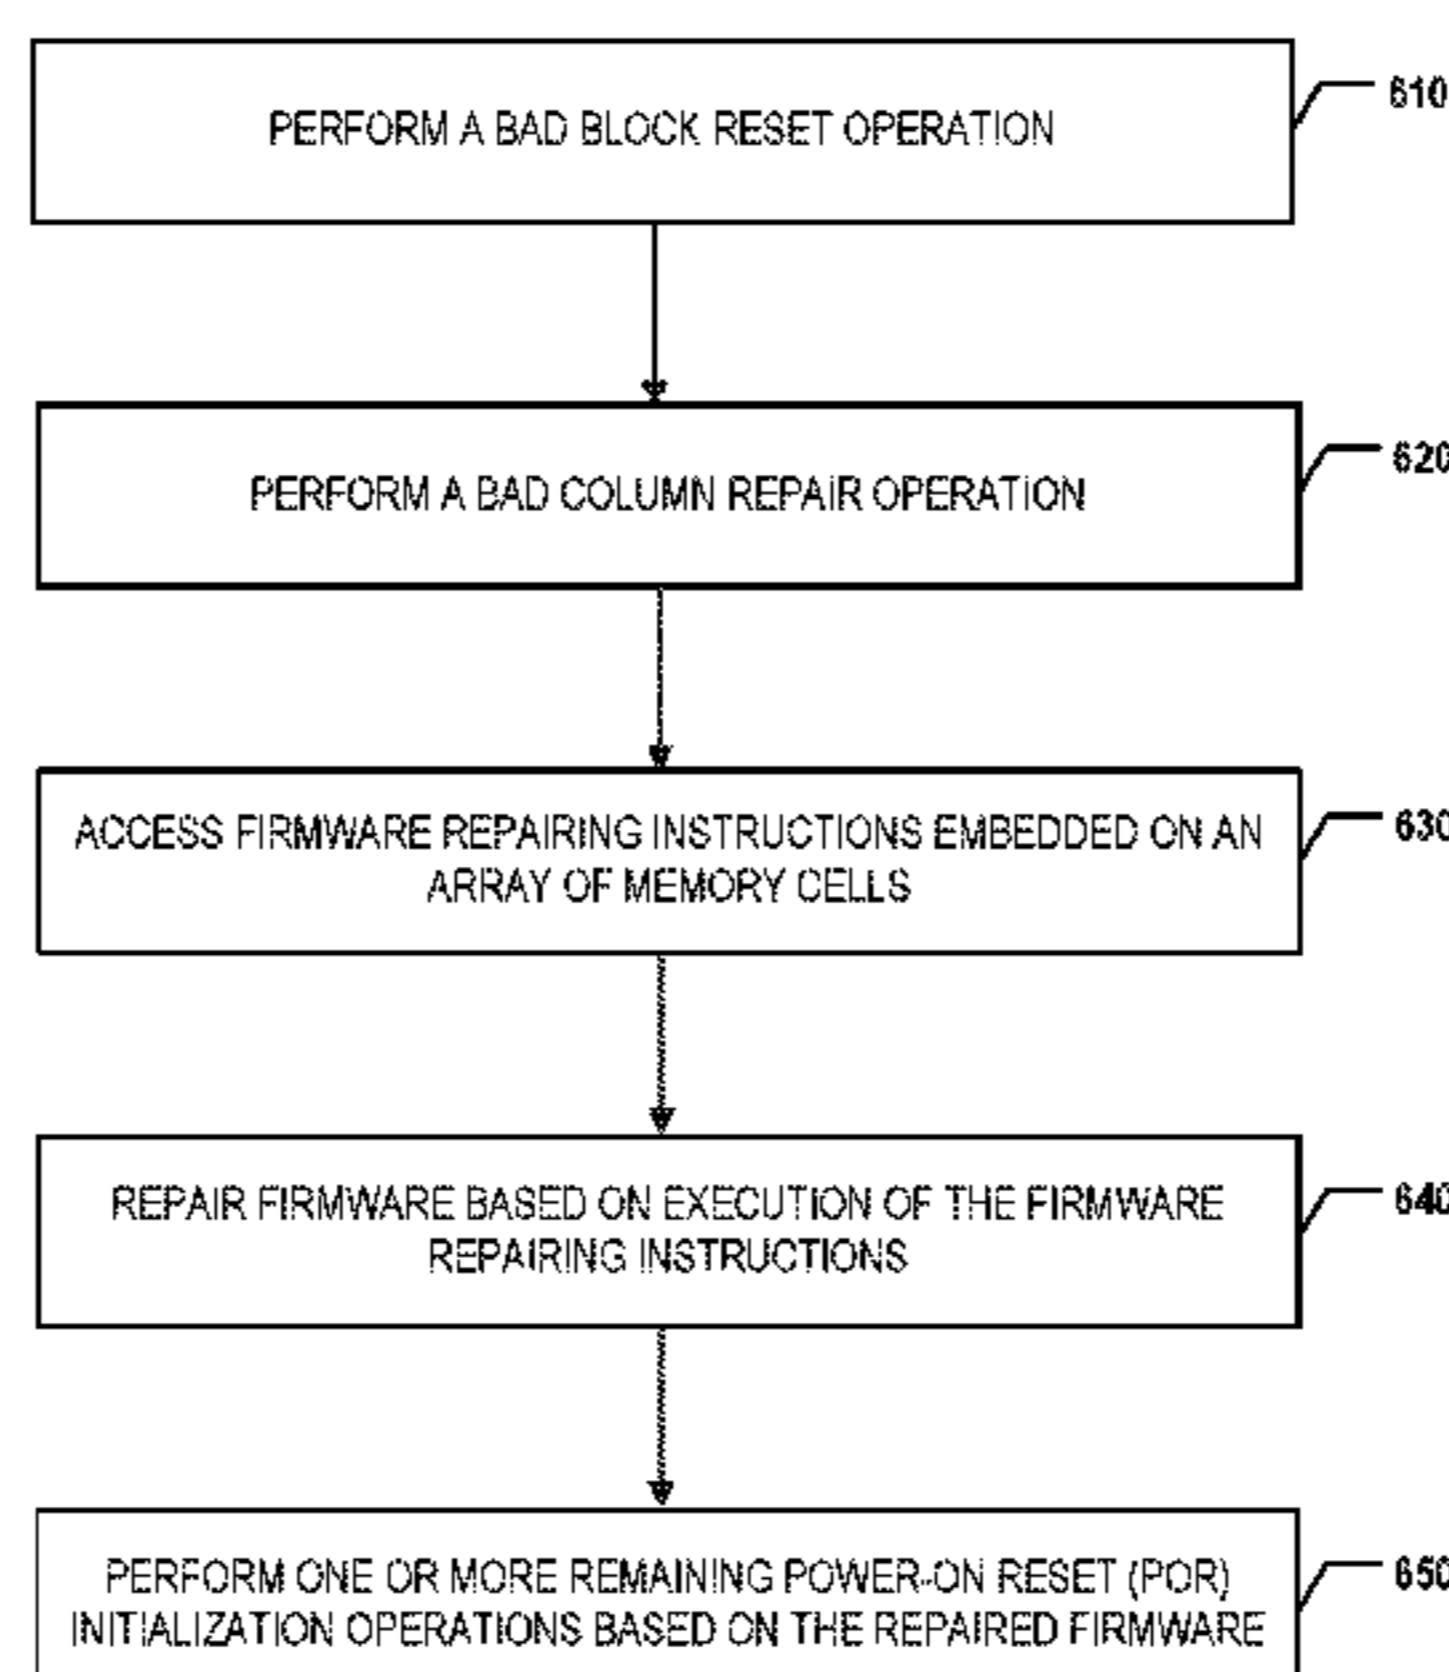 PERFORM A BAD BLOCK RESET OPERATION
610
PERFORM A BAD COLUMN REPAIR OPERATION
620
ACCESS FIRMWARE REPAIRING INSTRUCTIONS EMBEDDED ON AN
ARRAY OF MEMORY CELLS
630
REPAIR FIRMWARE BASED ON EXECUTION OF THE FIRMWARE
REPAIRING INSTRUCTIONS
640
PERFORM ONE OR MORE REMAINING POWER-ON RESET (POR)
INITIALIZATION OPERATIONS BASED ON THE REPAIRED FIRMWARE
650